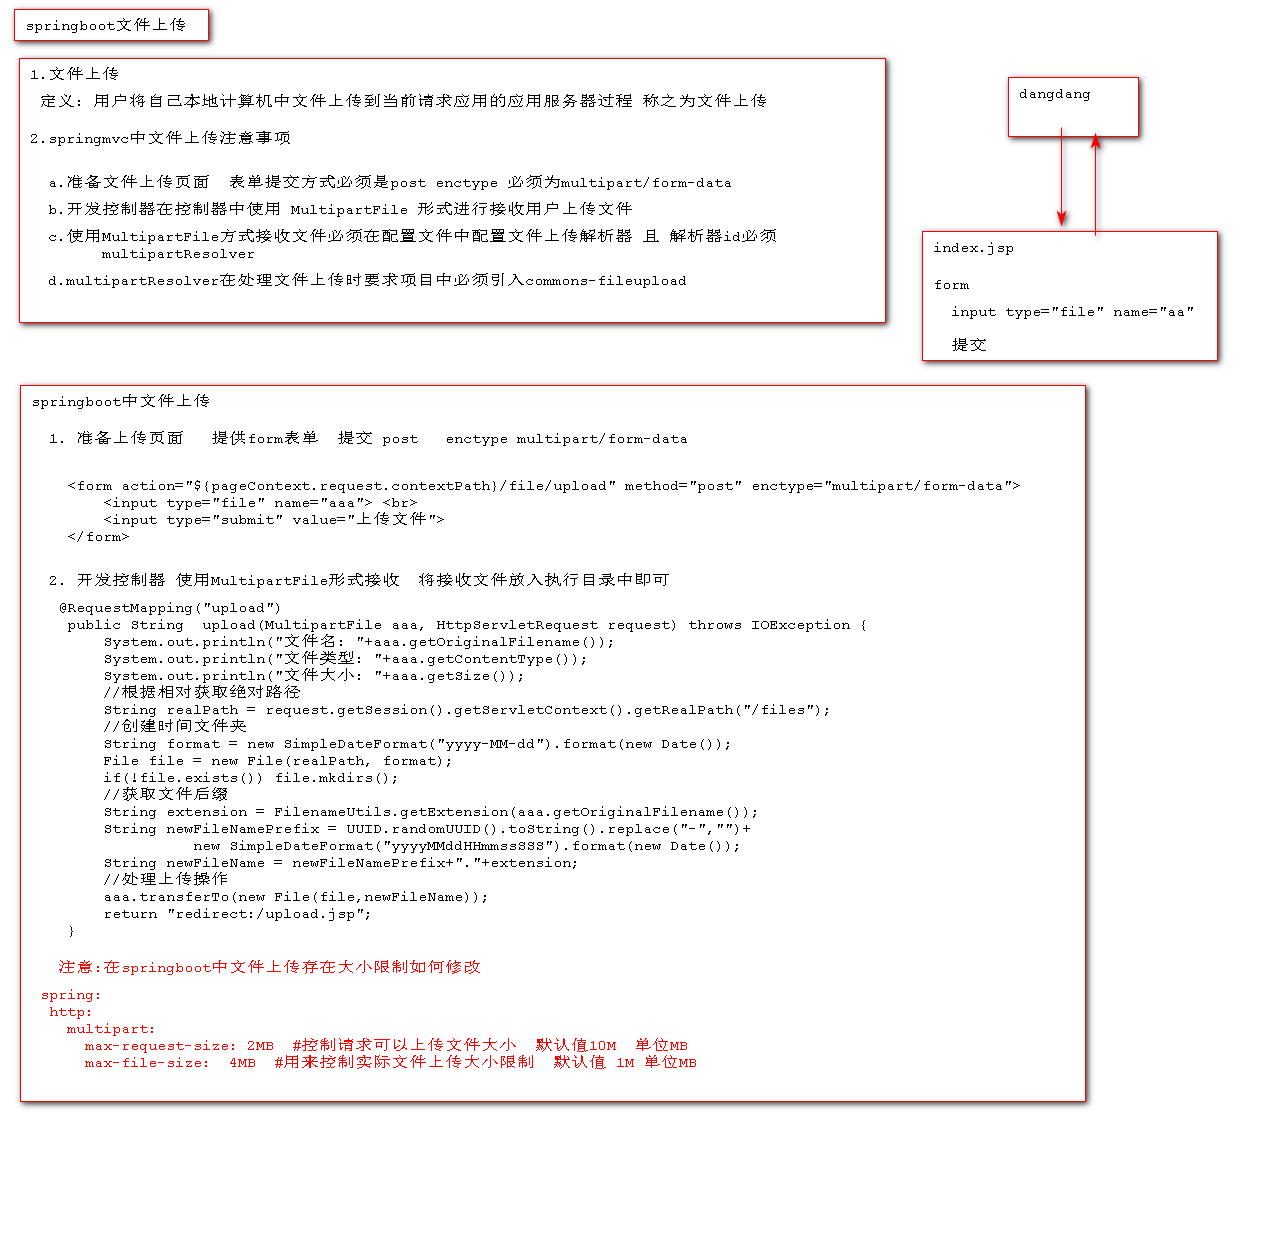 springboot文件上传
1.文件上传
定义：用户将自己本地计算机中文件上传到当前请求应用的应用服务器过程 称之为文件上传
2.springmvc中文件上传注意事项
a.准备文件上传页面  表单提交方式必须是post enctype 必须为multipart/form-data
b.开发控制器在控制器中使用 MultipartFile 形式进行接收用户上传文件
c.使用MultipartFile方式接收文件必须在配置文件中配置文件上传解析器 且 解析器id必须
multipartResolver
d.multipartResolver在处理文件上传时要求项目中必须引入commons-fileupload
dangdang
index.jsp
form
input type="file" name="aa"
提交
springboot中文件上传
1. 准备上传页面   提供form表单  提交 post   enctype multipart/form-data
<form action="${pageContext.request.contextPath}/file/upload" method="post" enctype="multipart/form-data">
<input type="file" name="aaa"> <br>
<input type="submit" value="上传文件">
</form>
2. 开发控制器 使用MultipartFile形式接收  将接收文件放入执行目录中即可
@RequestMapping("upload")
public String  upload(MultipartFile aaa, HttpServletRequest request) throws IOException {
System.out.println("文件名: "+aaa.getOriginalFilename());
System.out.println("文件类型: "+aaa.getContentType());
System.out.println("文件大小: "+aaa.getSize());
//根据相对获取绝对路径
String realPath = request.getSession().getServletContext().getRealPath("/files");
//创建时间文件夹
String format = new SimpleDateFormat("yyyy-MM-dd").format(new Date());
File file = new File(realPath, format);
if(!file.exists()) file.mkdirs();
//获取文件后缀
String extension = FilenameUtils.getExtension(aaa.getOriginalFilename());
String newFileNamePrefix = UUID.randomUUID().toString().replace("-","")+
new SimpleDateFormat("yyyyMMddHHmmssSSS").format(new Date());
String newFileName = newFileNamePrefix+"."+extension;
//处理上传操作
aaa.transferTo(new File(file,newFileName));
return "redirect:/upload.jsp";
}
注意:在springboot中文件上传存在大小限制如何修改
spring:
http:
multipart:
max-request-size: 2MB  #控制请求可以上传文件大小  默认值10M  单位MB
max-file-size:  4MB  #用来控制实际文件上传大小限制  默认值 1M 单位MB